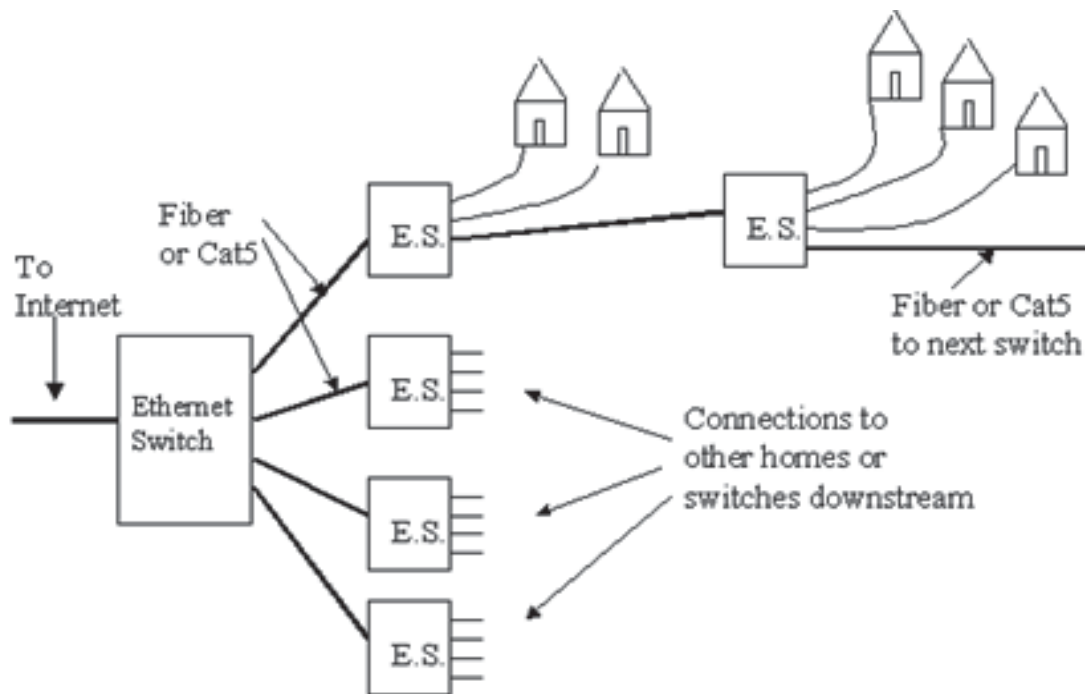 Fiber
or Cat5
E.S.
E.S.
To
Internet
Fiber or Cat5
to next switch
Ethernet
Switch
E.S.
Connections to
other homes or
switches downstream
E.S.
E.S.